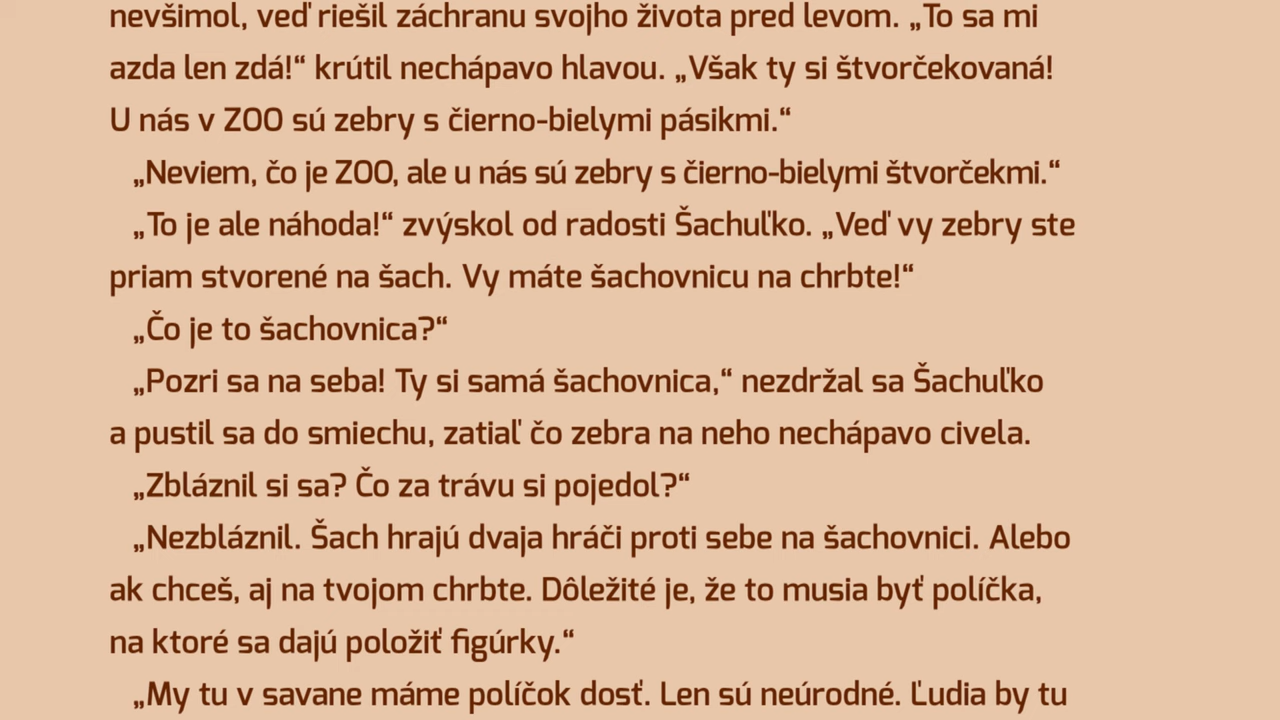 nevšimol, veď riešil záchranu svojho života pred levom. „To sa mi
azda len zdá!“ krútil nechápavo hlavou. „Však ty si štvorčekovaná!
U nás v ZOO sú zebry s čierno-bielymi pásikmi.“
„Neviem, čo je ZOO, ale u nás sú zebry s čierno-bielymi štvorčekmi.“
„To je ale náhoda!“ zvýskol od radosti Šachuľko. „Veď vy zebry ste
priam stvorené na šach. Vy máte šachovnicu na chrbte!“
„Čo je to šachovnica?“
„Pozri sa na seba! Ty si samá šachovnica,“ nezdržal sa Šachuľko
a pustil sa do smiechu, zatiaľ čo zebra na neho nechápavo civela.
„Zbláznil si sa? Čo za trávu si pojedol?“
„Nezbláznil. Šach hrajú dvaja hráči proti sebe na šachovnici. Alebo
ak chceš, aj na tvojom chrbte. Dôležité je, že to musia byť políčka,
na ktoré sa dajú položiť figúrky.“
„My tu v savane máme políčok dosť. Len sú neúrodné. Ľudia by tu